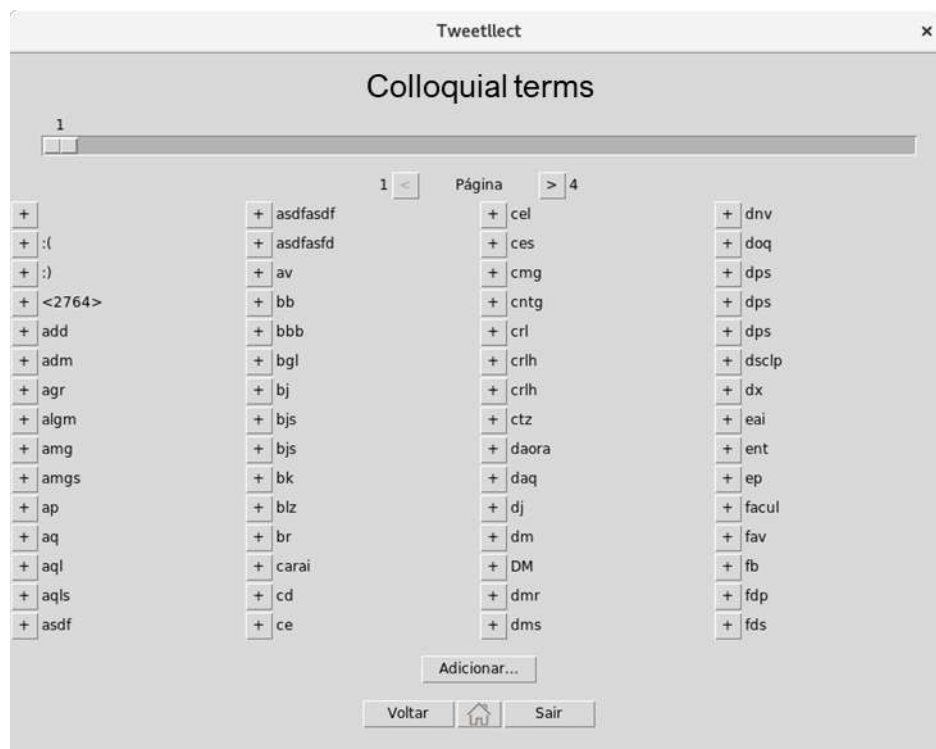 Tweetllect ×
Colloquial terms
1
1 < Página > 4
+ + asdfasdf + cel + dnv
+ :( + asdfasfd + ces + doq
+ :) + av + cmg + dps
+ <2764> + bb + cntg + dps
+ add + bbb + crl + dps
+ adm + bgl + crlh + dsclp
+ agr + bj + crlh + dx
+ algm + bjs + ctz + eai
+ amg + bjs + daora + ent
+ amgs + bk + daq + ep
+ ap + blz + dj + facul
+ aq + br + dm + fav
+ aql + carai + DM + fb
+ aqls + cd + dmr + fdp
+ asdf + ce + dms + fds
Adicionar...
Voltar Sair